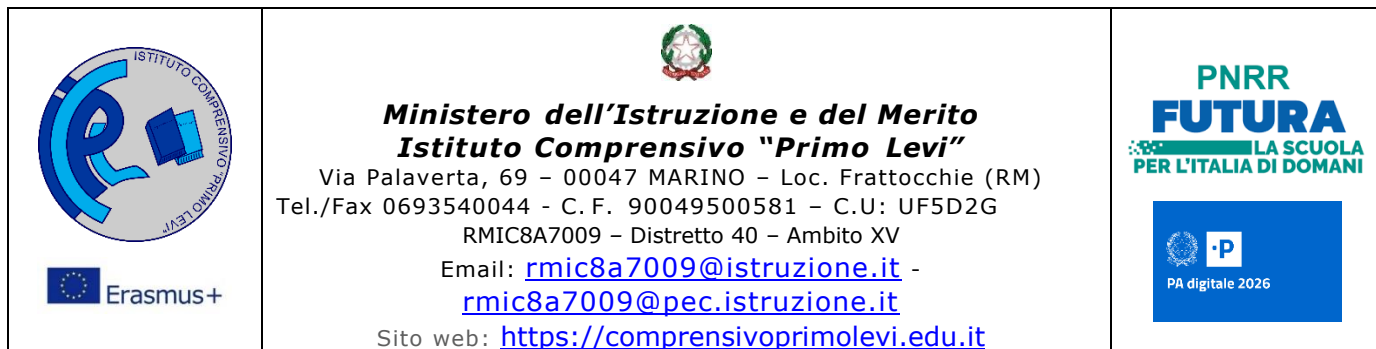 ISTITUTO COMPRENSIVO "PRIMO LEVI"
Erasmus+
Ministero dell'Istruzione e del Merito
Istituto Comprensivo "Primo Levi"
Via Palaverta, 69 – 00047 MARINO – Loc. Frattocchie (RM)
Tel./Fax 0693540044 - C. F. 90049500581 – C.U: UF5D2G
RMIC8A7009 – Distretto 40 – Ambito XV
Email: rmic8a7009@istruzione.it -
rmic8a7009@pec.istruzione.it
Sito web: https://comprensivoprimolevi.edu.it
PNRR
FUTURA
LA SCUOLA
PER L'ITALIA DI DOMANI
·P
PA digitale 2026